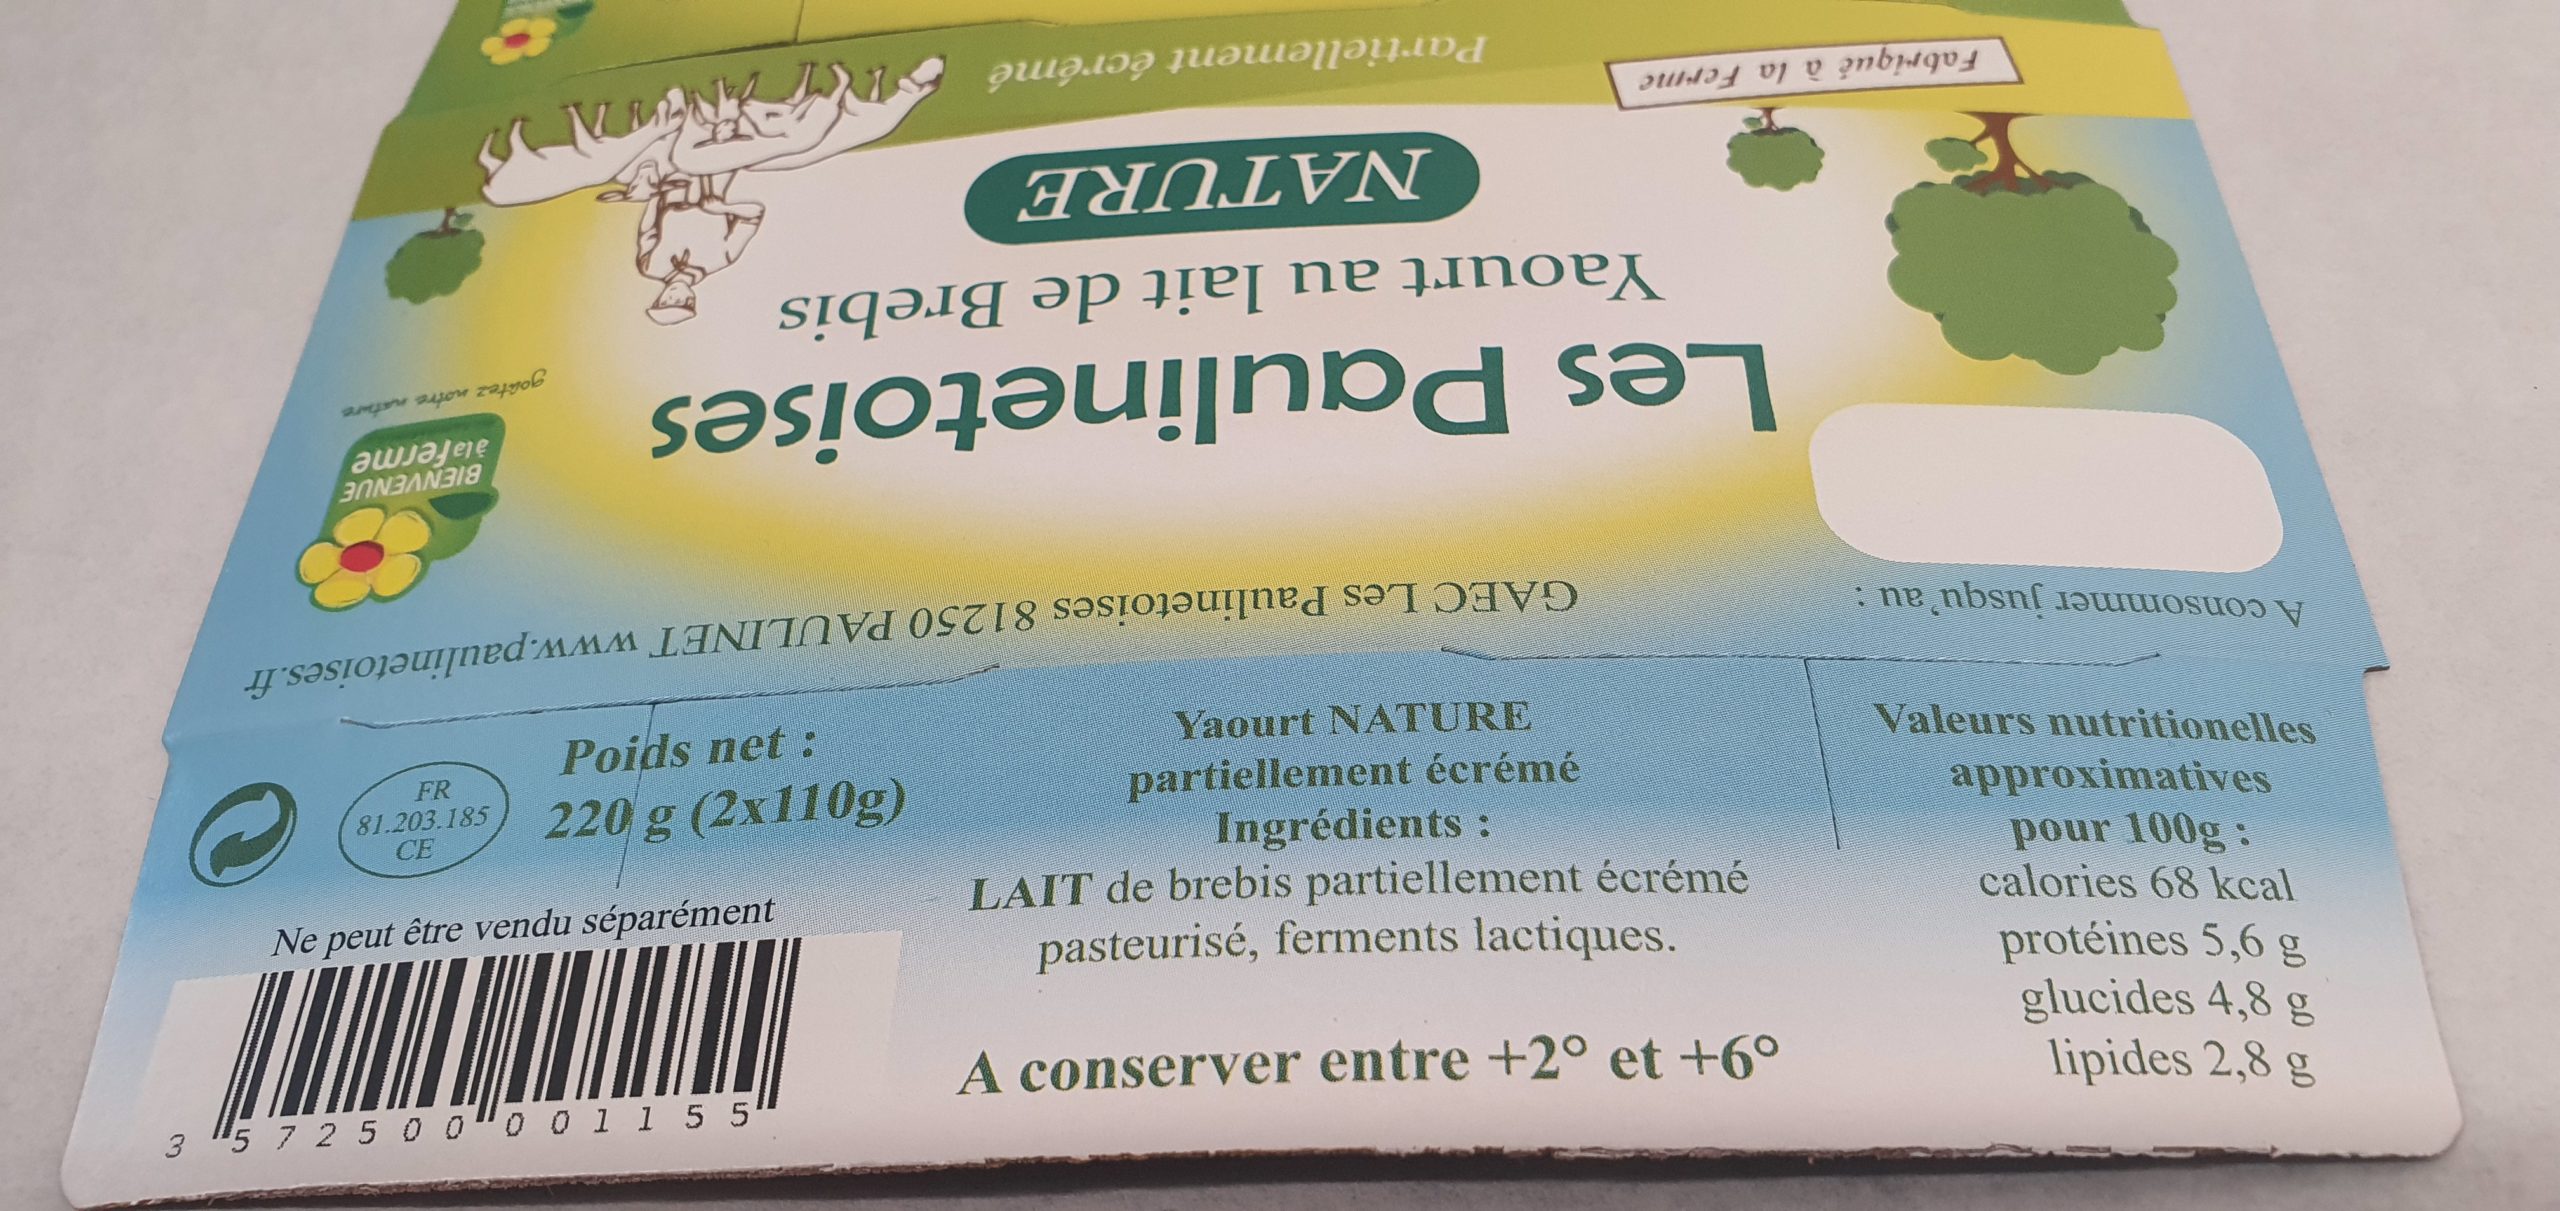 Partiellement écrémé
Fabriqué à la Ferme
NATURE
Yaourt au lait de Brebis
Les Paulinetoises
goûtez notre nature
BIENVENUE
à la ferme
A consommer jusqu'au :
GAEC Les Paulinetoises 81250 PAULINET www.paulinetoises.fr
FR
81.203.185
CE
Poids net :
220 g (2x110g)
Ne peut être vendu séparément
3 572500 001155
Yaourt NATURE
partiellement écrémé
Ingrédients :
LAIT de brebis partiellement écrémé
pasteurisé, ferments lactiques.
A conserver entre +2° et +6°
Valeurs nutritionelles
approximatives
pour 100g :
calories 68 kcal
protéines 5,6 g
glucides 4,8 g
lipides 2,8 g